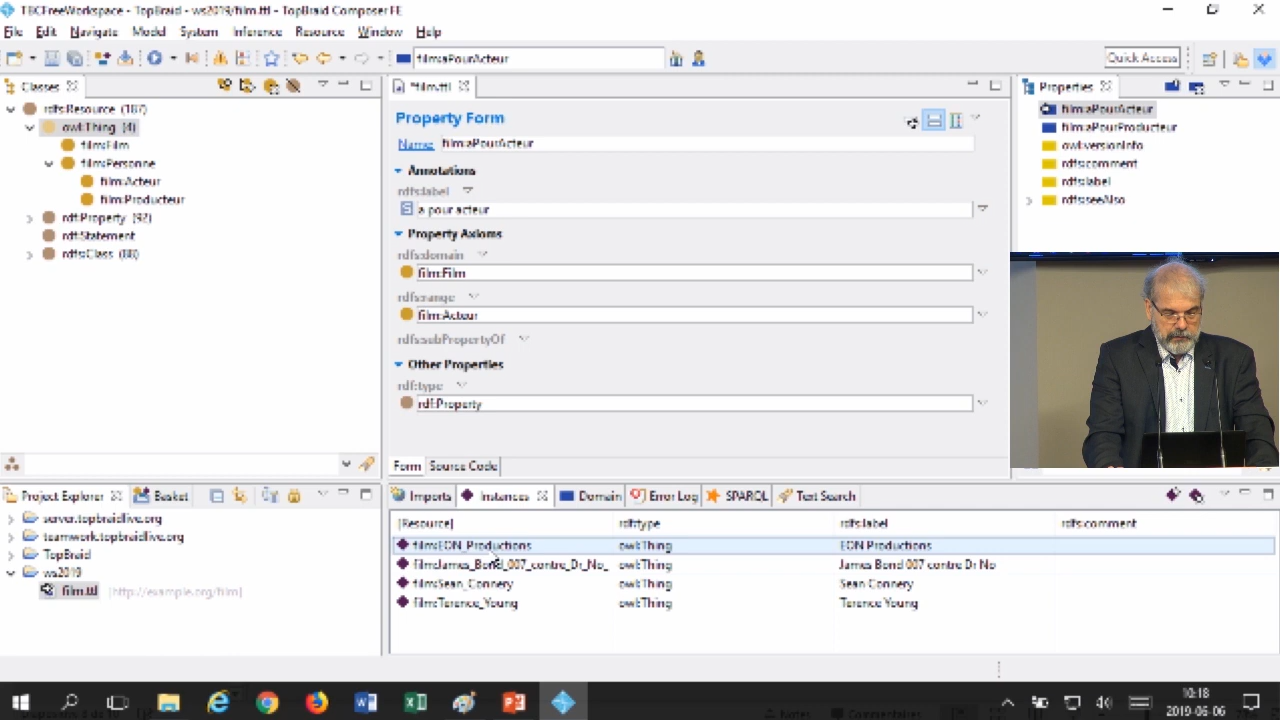 TBCFreeWorkspace - TopBraid - ws2019/film.ttl - TopBraid Composer FE
File Edit Navigate Model System Inference Resource Window Help
film:aPourActeur
Quick Access
Classes
rdfs:Resource (187)
owl:Thing (4)
film:Film
film:Personne
film:Acteur
film:Producteur
rdf:Property (92)
rdf:Statement
rdfs:Class (88)
*film.ttl
Property Form
Name: film:aPourActeur
Annotations
rdfs:label
a pour acteur
Property Axioms
rdfs:domain
film:Film
rdfs:range
film:Acteur
rdfs:subPropertyOf
Other Properties
rdf:type
rdf:Property
Form Source Code
Properties
film:aPourActeur
film:aPourProducteur
owl:versionInfo
rdfs:comment
rdfs:label
rdfs:seeAlso
Project Explorer Basket
server.topbraidlive.org
teamwork.topbraidlive.org
TopBraid
ws2019
film.ttl [http://example.org/film]
Imports Instances Domain Error Log SPARQL Text Search
[Resource] rdf:type rdfs:label rdfs:comment
film:EON_Productions owl:Thing EON Productions
film:James_Bond_007_contre_Dr_No_ owl:Thing James Bond 007 contre Dr No
film:Sean_Connery owl:Thing Sean Connery
film:Terence_Young owl:Thing Terence Young
10:18
2019-06-06